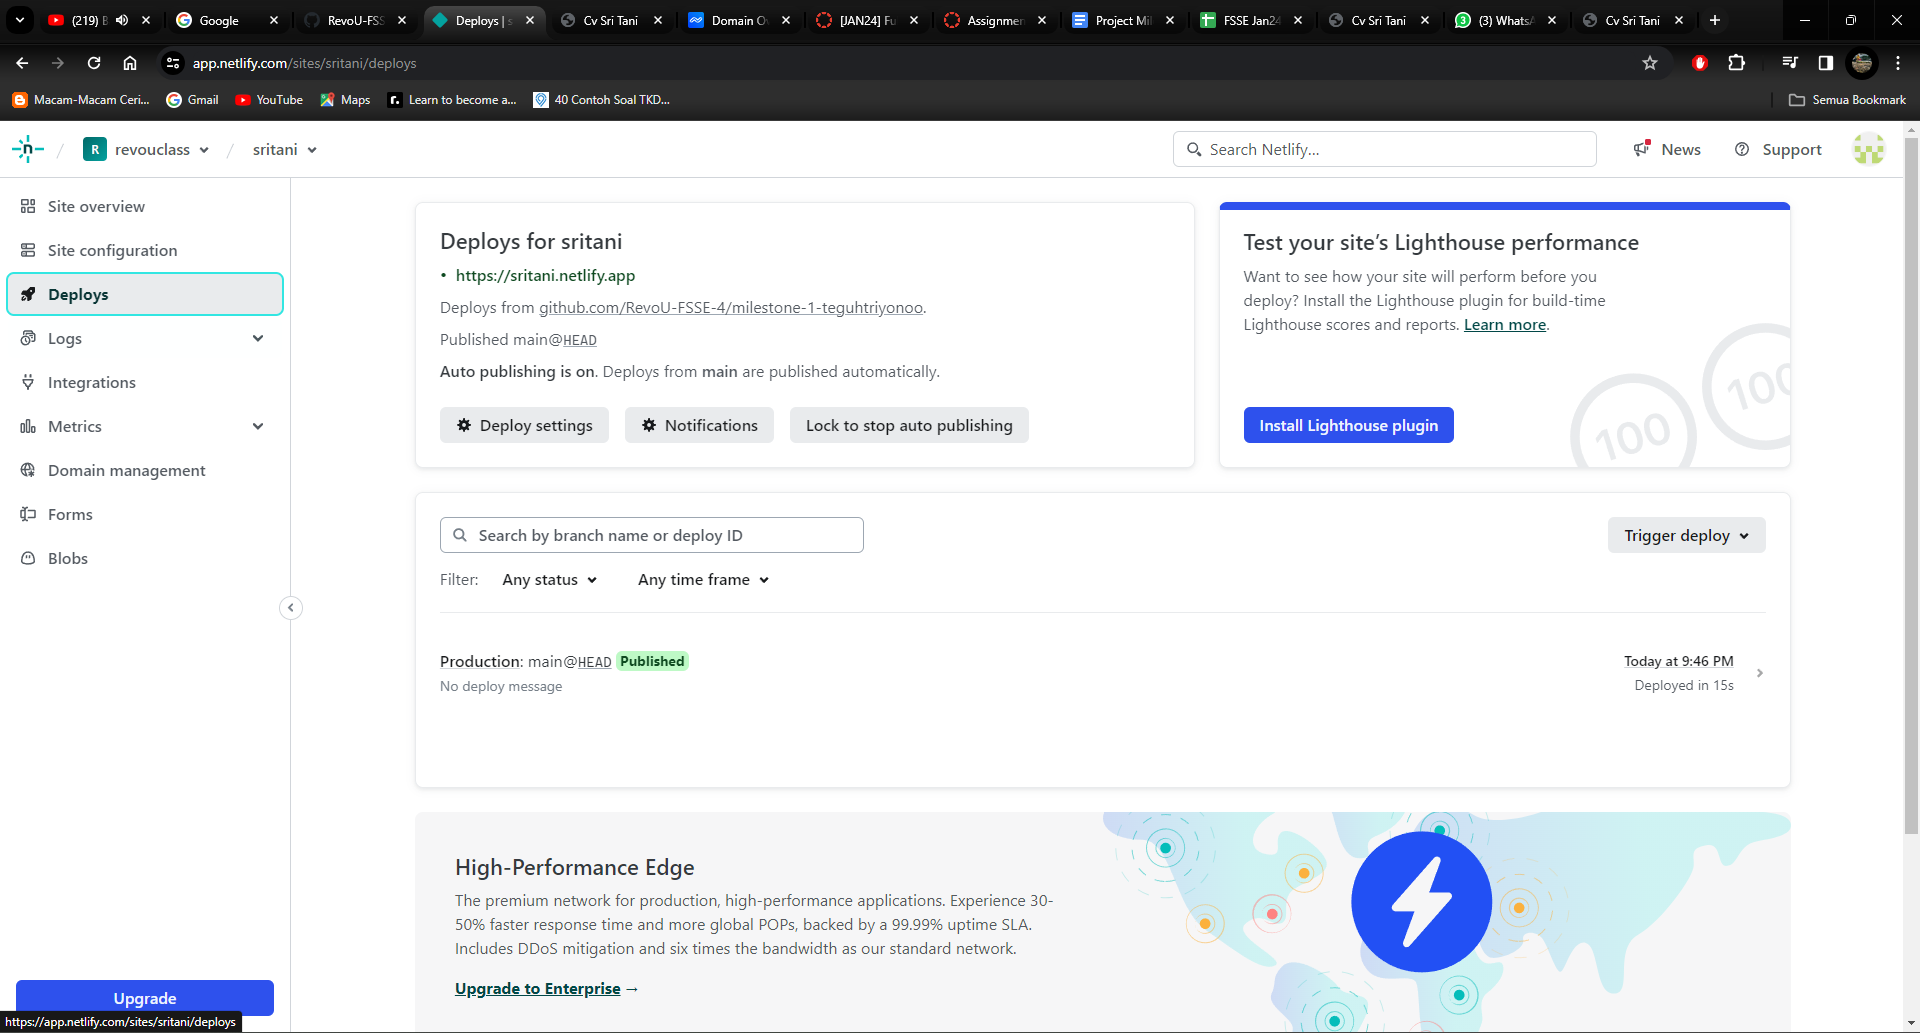 (219) B
Google
RevoU-FSS
Deploys | s
Cv Sri Tani
Domain Ov
[JAN24] Fu
Assignmen
Project Mil
FSSE Jan24
Cv Sri Tani
(3) WhatsA
Cv Sri Tani
app.netlify.com/sites/sritani/deploys
Macam-Macam Ceri...
Gmail
YouTube
Maps
Learn to become a...
40 Contoh Soal TKD...
Semua Bookmark
R revouclass
sritani
Search Netlify...
News
Support
Site overview
Site configuration
Deploys
Logs
Integrations
Metrics
Domain management
Forms
Blobs
Upgrade
https://app.netlify.com/sites/sritani/deploys
Deploys for sritani
• https://sritani.netlify.app
Deploys from github.com/RevoU-FSSE-4/milestone-1-teguhtriyonoo.
Published main@HEAD
Auto publishing is on. Deploys from main are published automatically.
Deploy settings
Notifications
Lock to stop auto publishing
Test your site’s Lighthouse performance
Want to see how your site will perform before you
deploy? Install the Lighthouse plugin for build-time
Lighthouse scores and reports. Learn more.
Install Lighthouse plugin
100
100
Search by branch name or deploy ID
Trigger deploy
Filter: Any status Any time frame
Production: main@HEAD Published
No deploy message
Today at 9:46 PM
Deployed in 15s
High-Performance Edge
The premium network for production, high-performance applications. Experience 30-
50% faster response time and more global POPs, backed by a 99.99% uptime SLA.
Includes DDoS mitigation and six times the bandwidth as our standard network.
Upgrade to Enterprise →